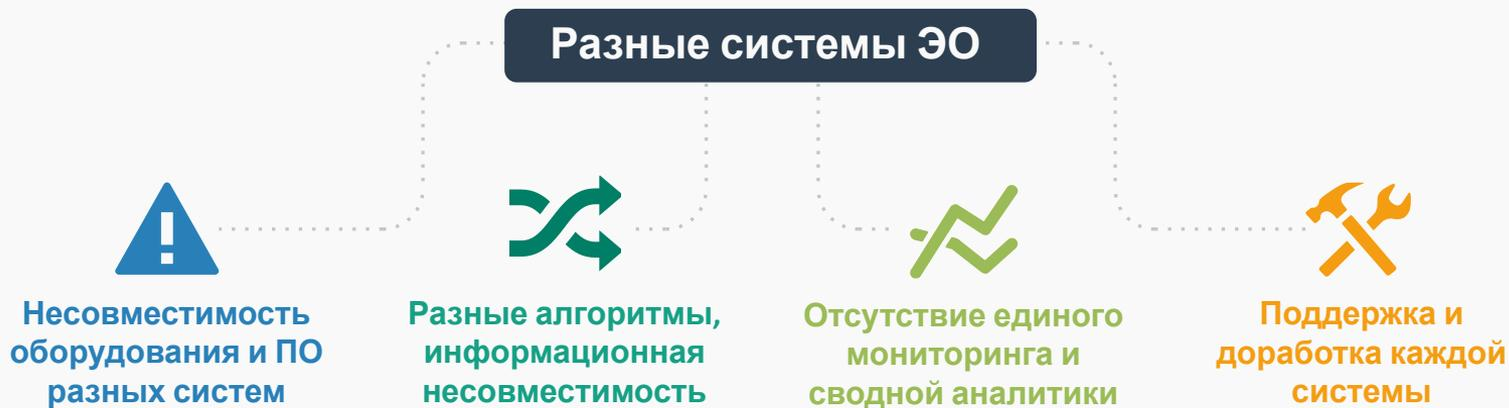 Разные системы ЭО
Несовместимость
оборудования и ПО
разных систем
Разные алгоритмы,
информационная
несовместимость
Отсутствие единого
мониторинга и
сводной аналитики
Поддержка и
доработка каждой
системы